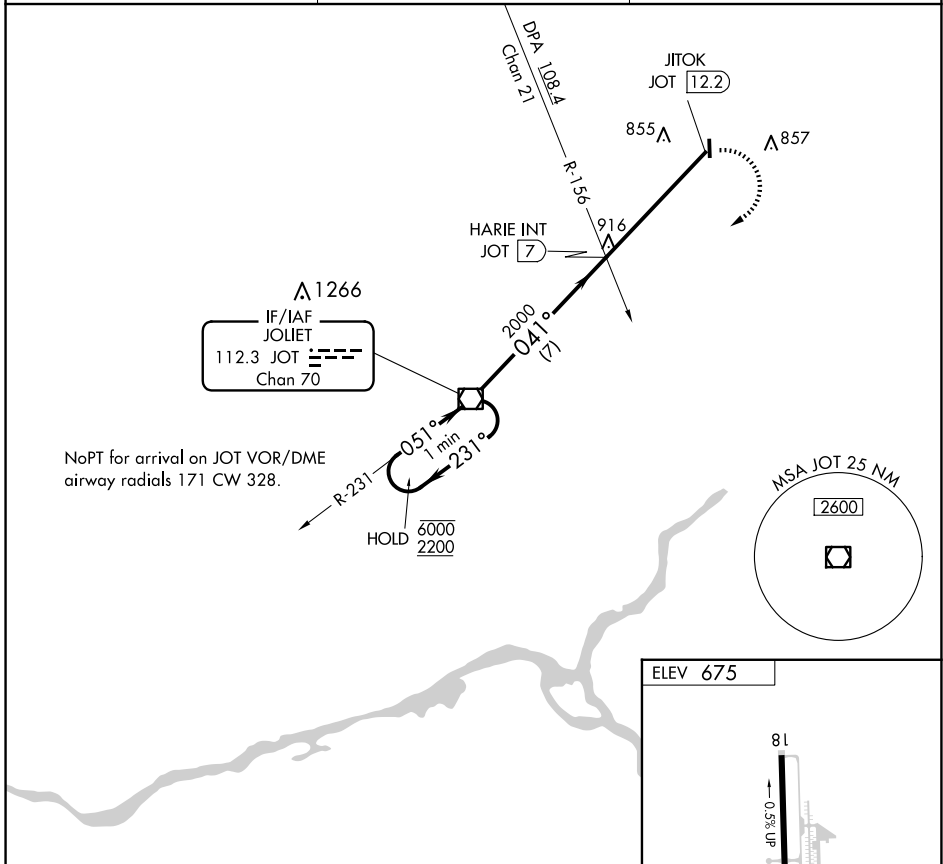 DPA 108.4
Chan 21
R-156
JITOK
JOT 12.2
855
857
HARIE INT
JOT 7
916
1266
IF/IAF
JOLIET
112.3 JOT
Chan 70
2000
041°
(7)
051°
1 min
231°
NoPT for arrival on JOT VOR/DME
airway radials 171 CW 328.
R-231
HOLD 6000
2200
MSA JOT 25 NM
2600
ELEV 675
18
0.5% UP